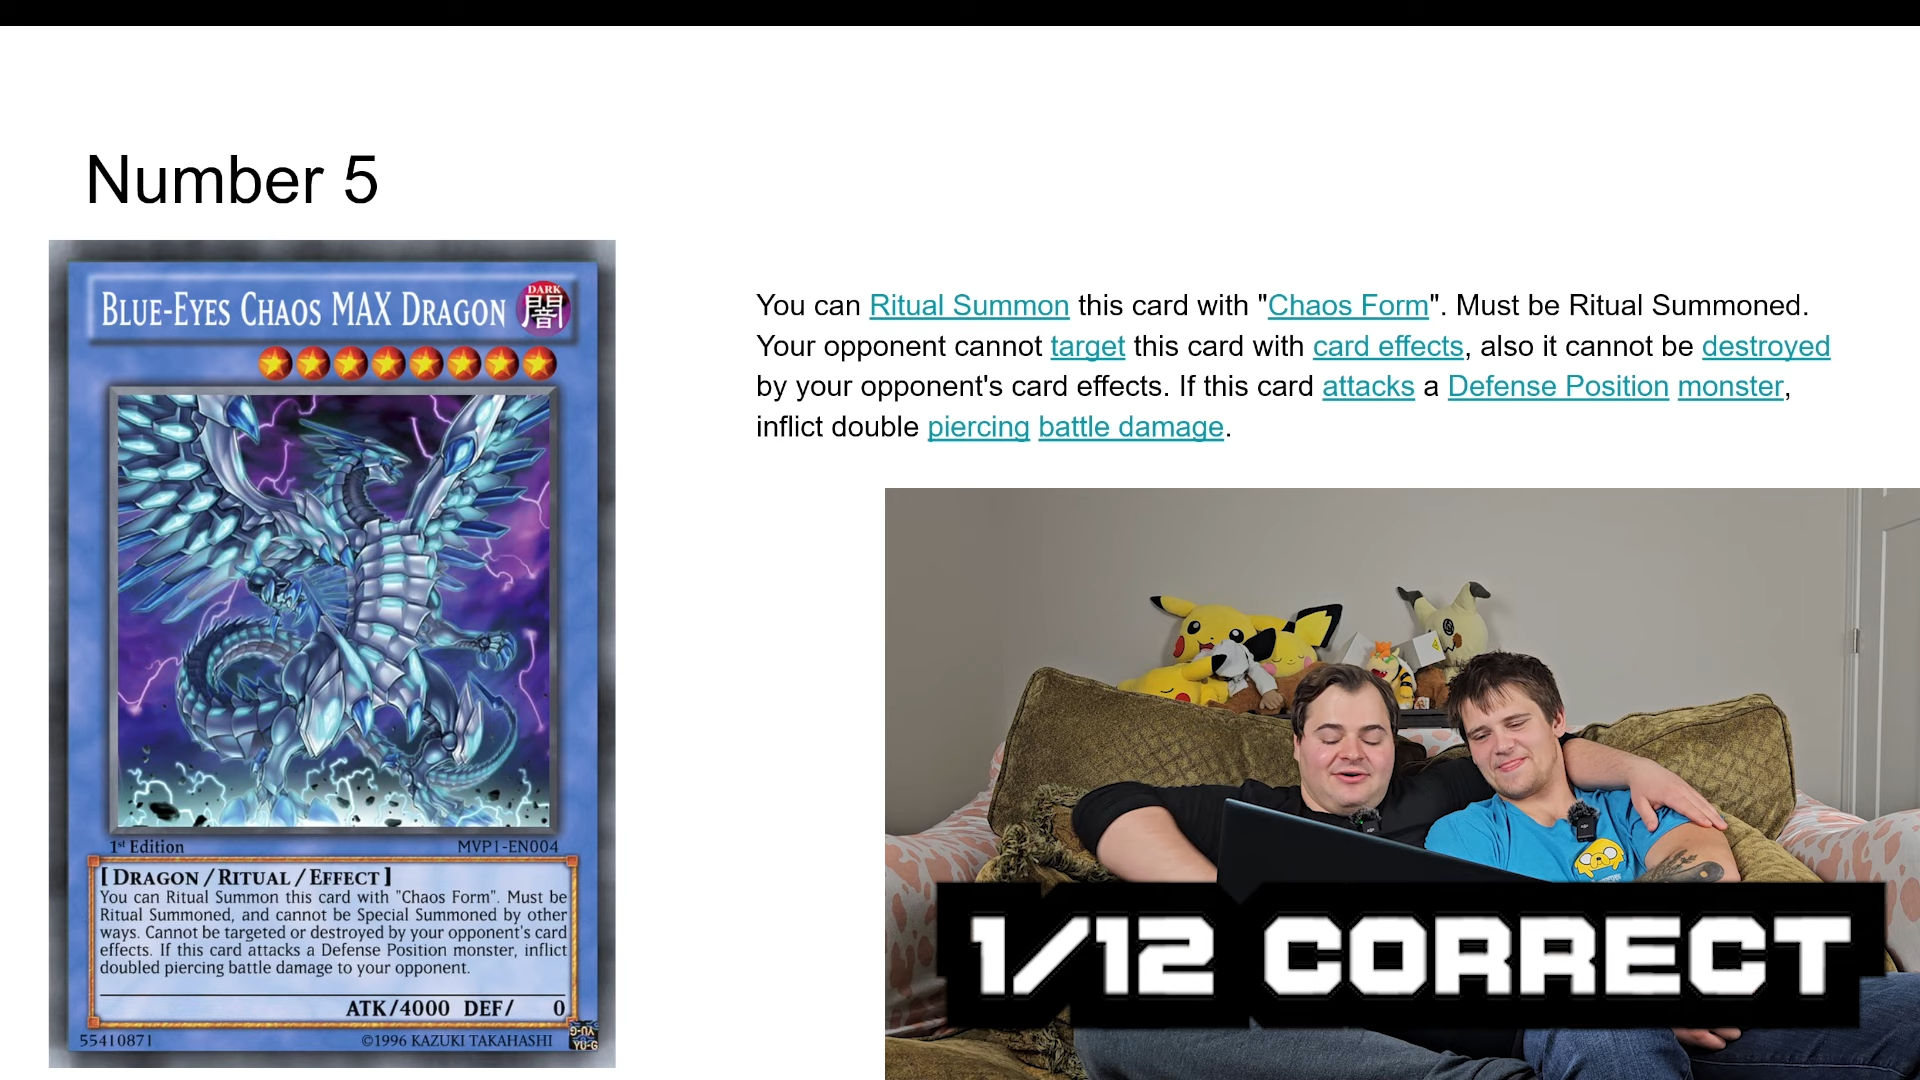 Number 5
BLUE-EYES CHAOS MAX DRAGON
DARK
闇
1st Edition
MVP1-EN004
[ DRAGON / RITUAL / EFFECT ]
You can Ritual Summon this card with "Chaos Form". Must be
Ritual Summoned, and cannot be Special Summoned by other
ways. Cannot be targeted or destroyed by your opponent's card
effects. If this card attacks a Defense Position monster, inflict
doubled piercing battle damage to your opponent.
ATK/4000 DEF/ 0
55410871
©1996 KAZUKI TAKAHASHI
You can Ritual Summon this card with "Chaos Form". Must be Ritual Summoned.
Your opponent cannot target this card with card effects, also it cannot be destroyed
by your opponent's card effects. If this card attacks a Defense Position monster,
inflict double piercing battle damage.
1/12 CORRECT